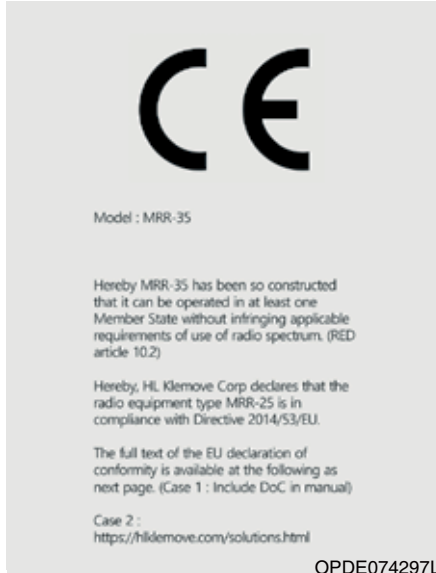 CE
Model : MRR-35
Hereby MRR-35 has been so constructed
that it can be operated in at least one
Member State without infringing applicable
requirements of use of radio spectrum. (RED
article 10.2)
Hereby, HL Klemove Corp declares that the
radio equipment type MRR-25 is in
compliance with Directive 2014/53/EU.
The full text of the EU declaration of
conformity is available at the following as
next page. (Case 1 : Include DoC in manual)
Case 2 :
https://hlklemove.com/solutions.html
OPDE074297L